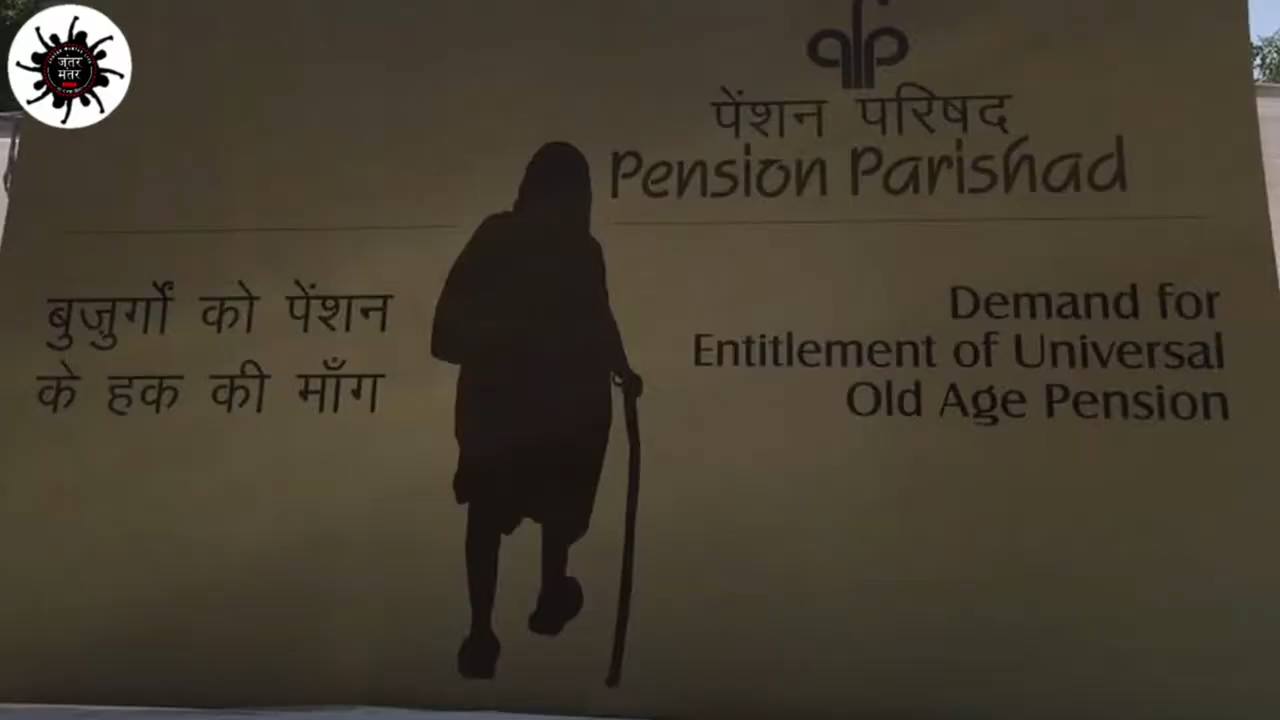 जंतर
मंतर
पेंशन परिषद
Pension Parishad
बुज़ुर्गों को पेंशन
के हक की माँग
Demand for
Entitlement of Universal
Old Age Pension